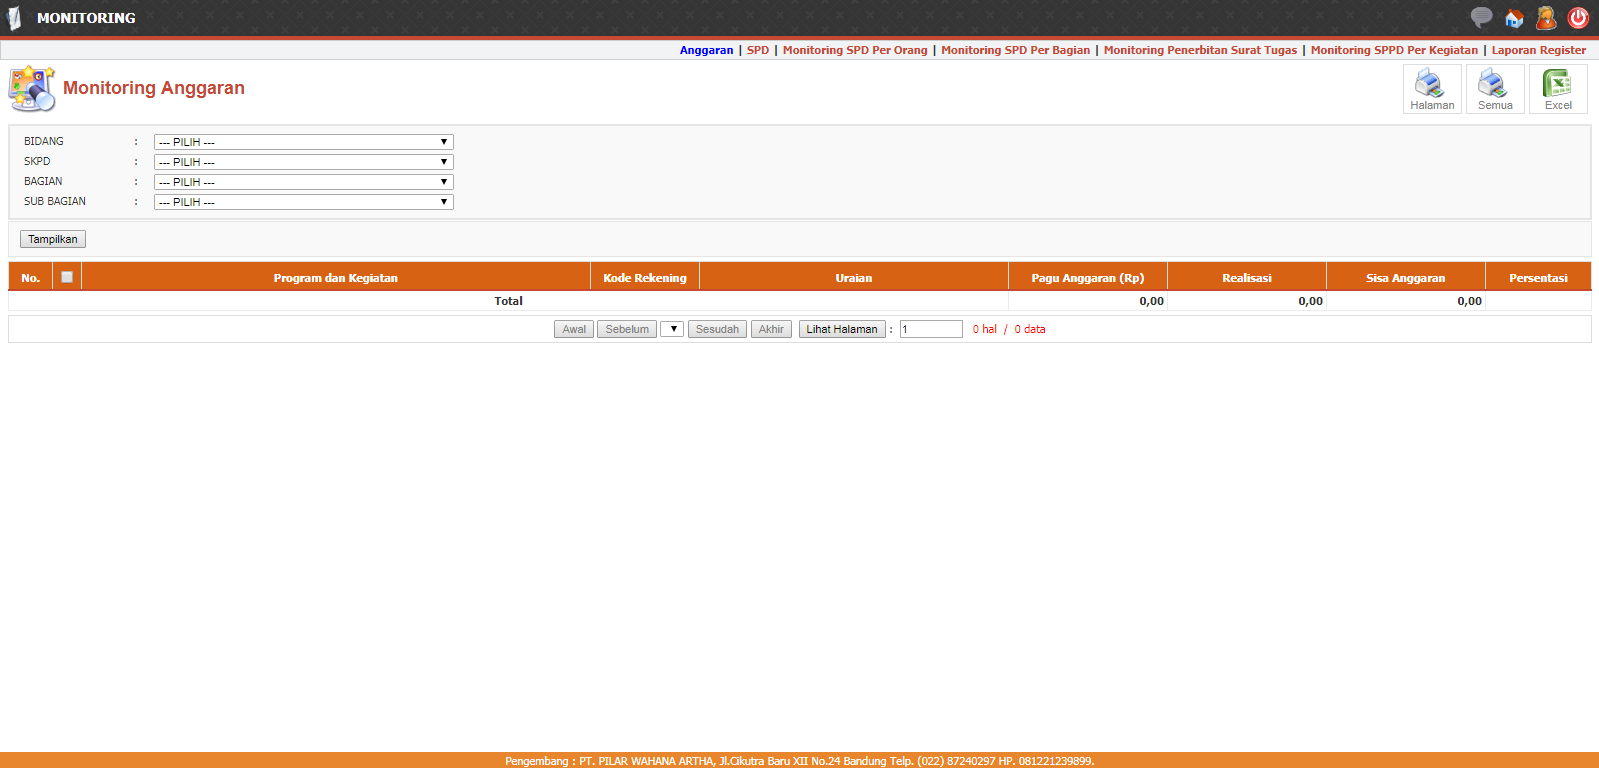 MONITORING
Anggaran | SPD | Monitoring SPD Per Orang | Monitoring SPD Per Bagian | Monitoring Penerbitan Surat Tugas | Monitoring SPPD Per Kegiatan | Laporan Register
Monitoring Anggaran
Halaman Semua Excel
BIDANG : --- PILIH ---
SKPD : --- PILIH ---
BAGIAN : --- PILIH ---
SUB BAGIAN : --- PILIH ---
Tampilkan
No. Program dan Kegiatan Kode Rekening Uraian Pagu Anggaran (Rp) Realisasi Sisa Anggaran Persentasi
Total 0,00 0,00 0,00
Awal Sebelum Sesudah Akhir Lihat Halaman : 1 0 hal / 0 data
Pengembang : PT. PILAR WAHANA ARTHA, Jl.Cikutra Baru XII No.24 Bandung Telp. (022) 87240297 HP. 081221239899.